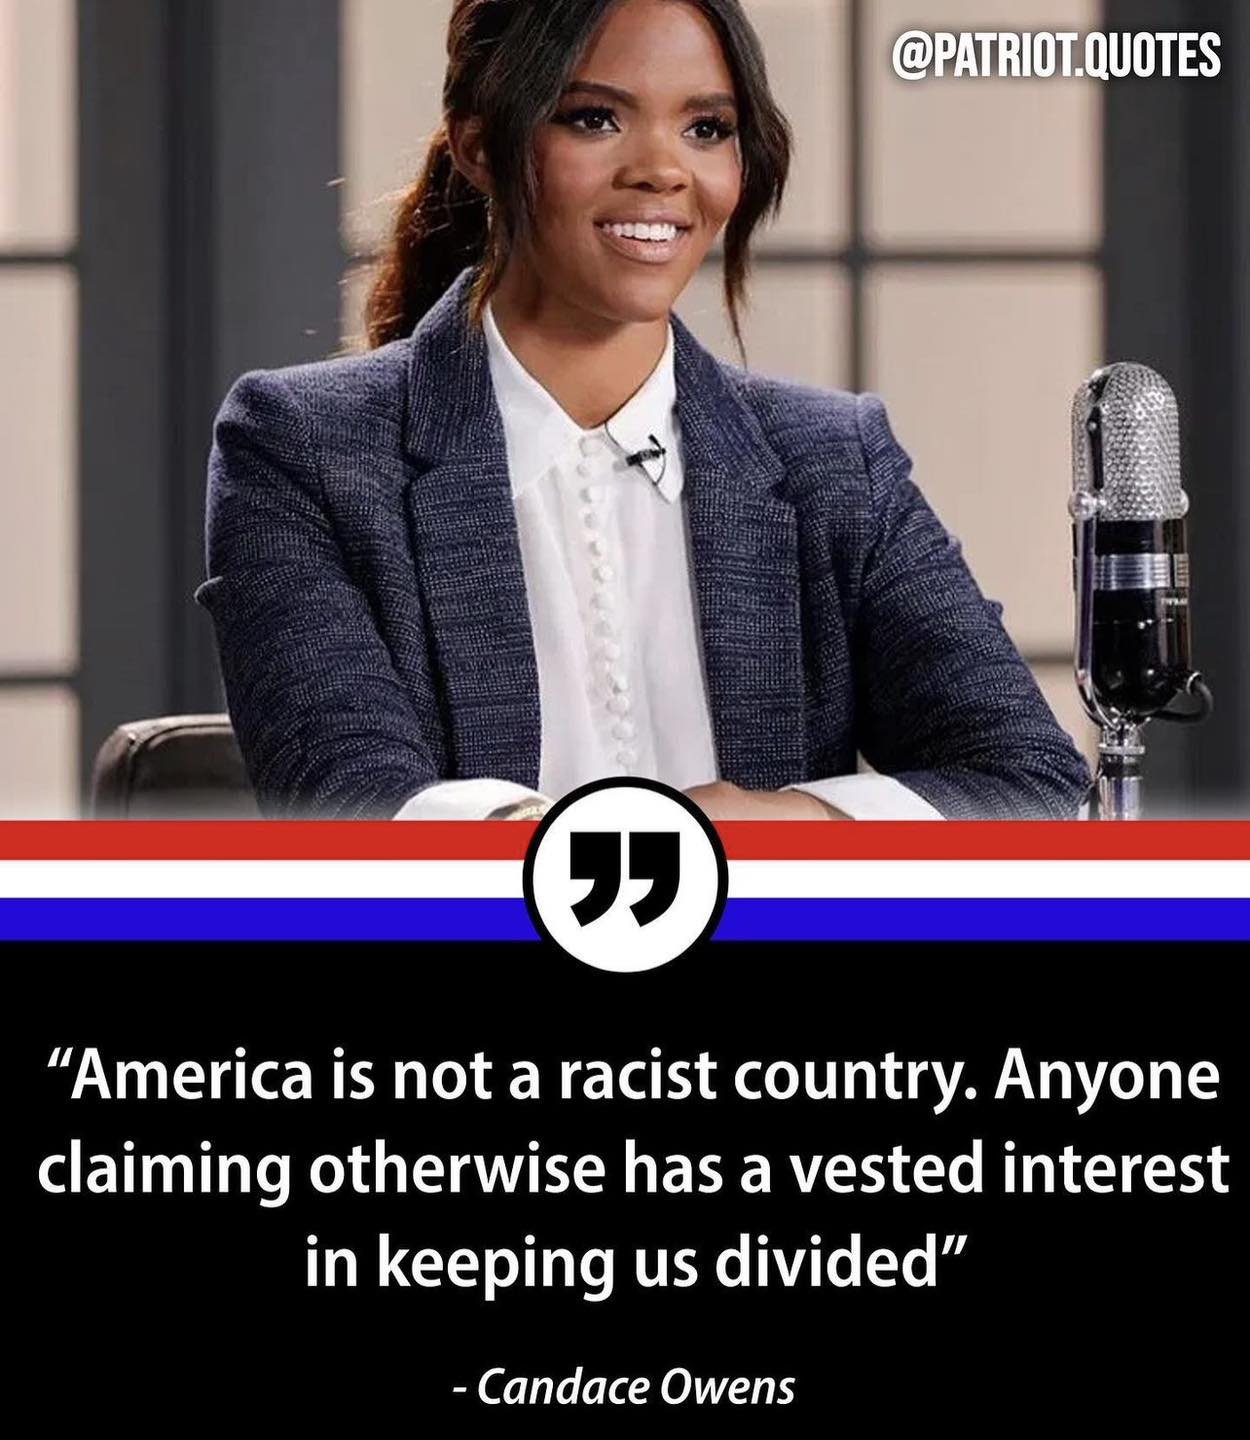 @PATRIOT.QUOTES
“America is not a racist country. Anyone
claiming otherwise has a vested interest
in keeping us divided”
- Candace Owens